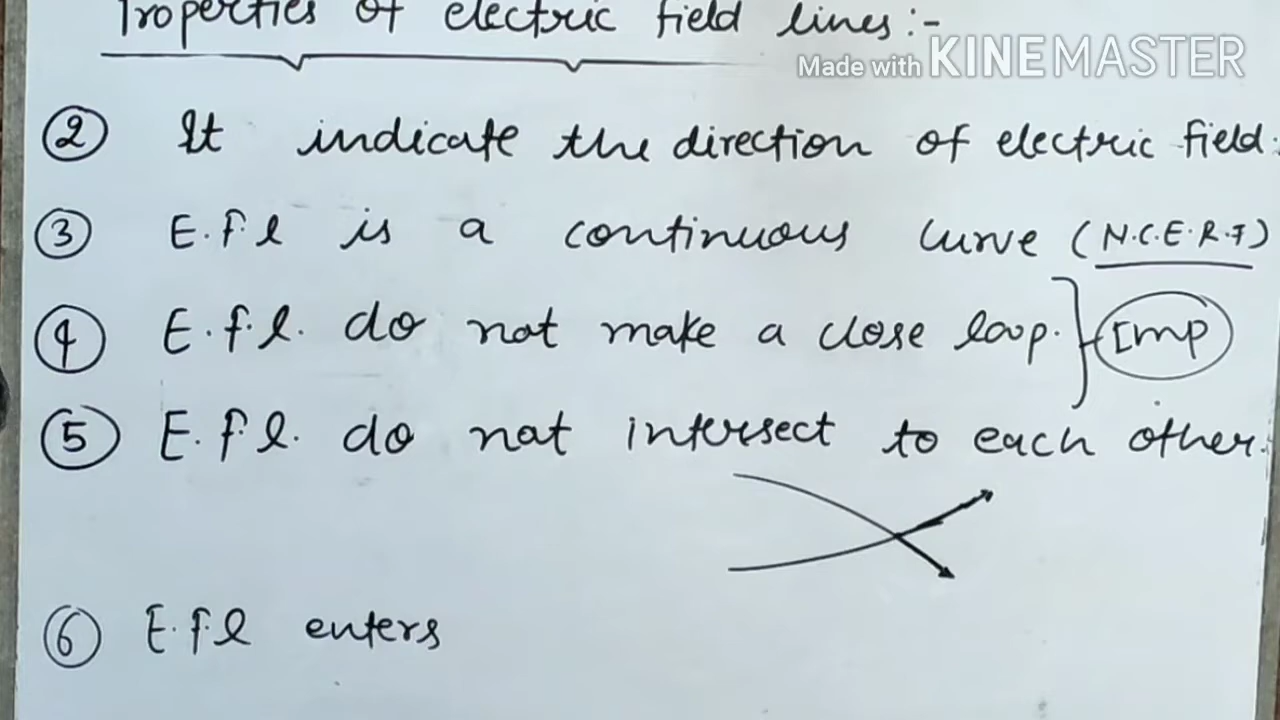 Properties of electric field lines :-
Made with KINEMASTER
② It indicate the direction of electric field.
③ E.F.l is a continuous curve (N.C.E.R.T)
④ E.f.l. do not make a close loop. } Imp
⑤ E.f.l. do not intersect to each other.
⑥ E.f.l enters